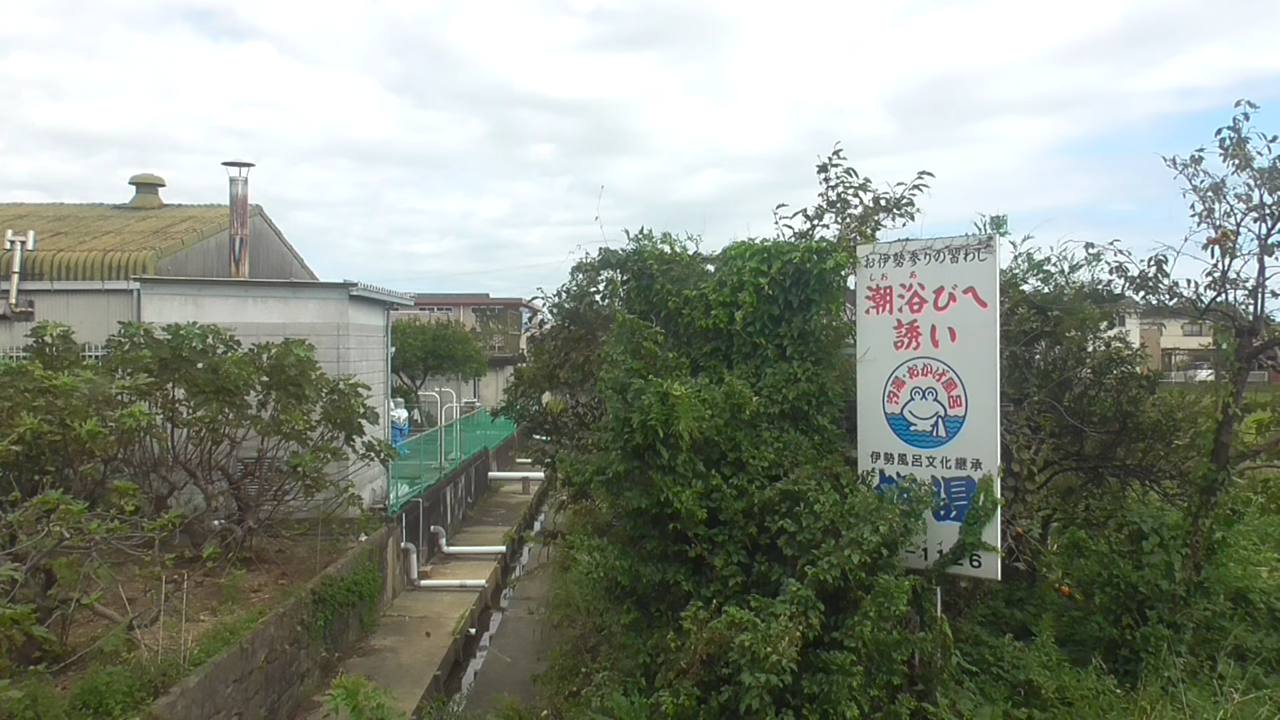 お伊勢参りの習わし
しお あ
潮浴びへ
誘い
汐湯・おかげ風呂
伊勢風呂文化継承
湯
-1126